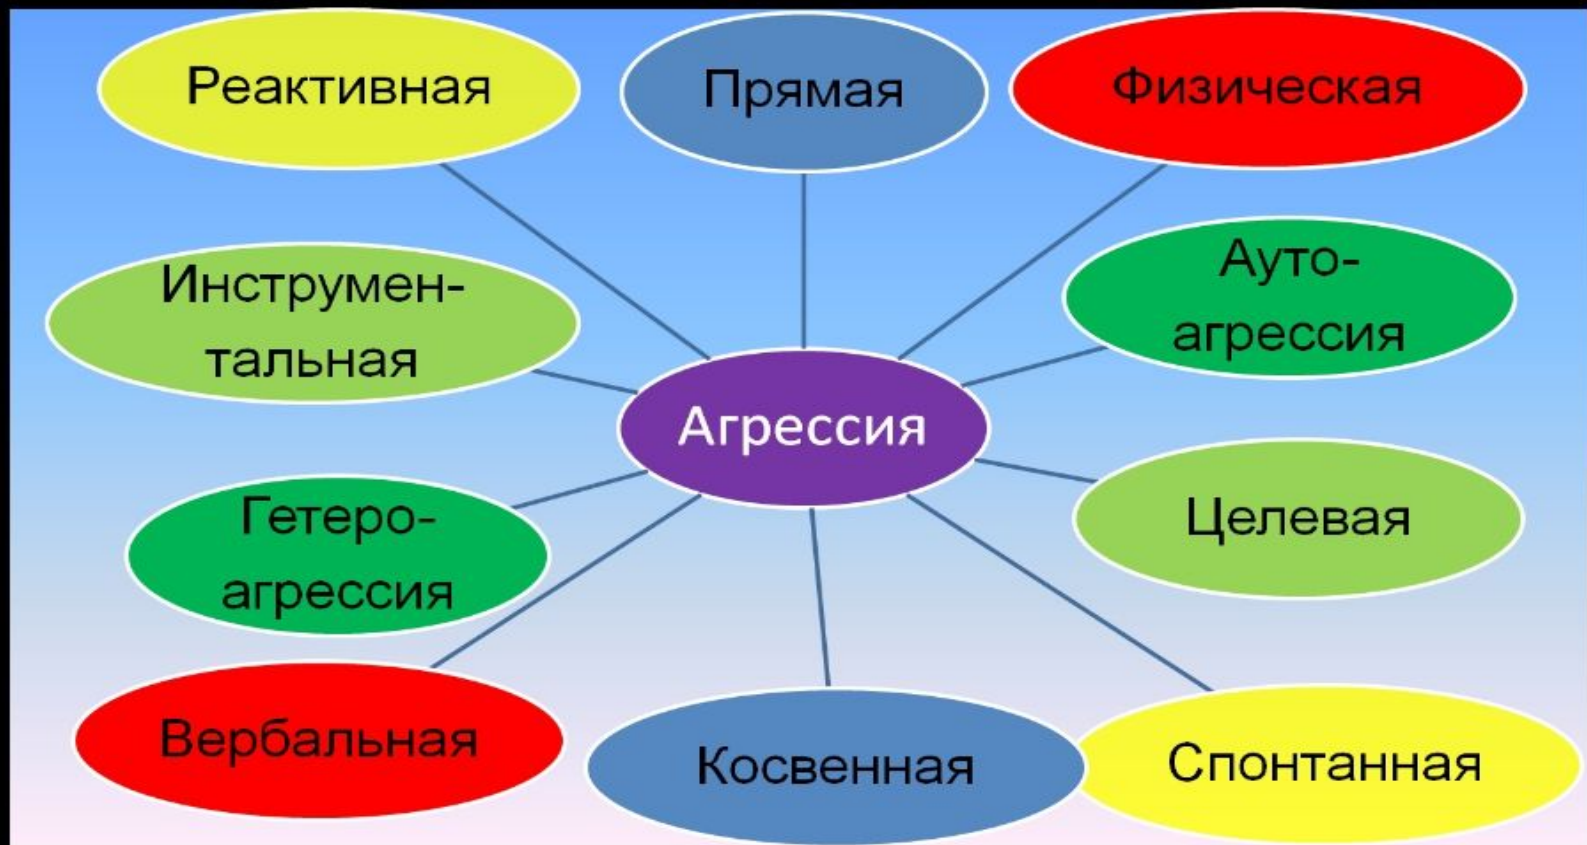 Реактивная
Прямая
Физическая
Инструмен-
тальная
Ауто-
агрессия
Агрессия
Гетеро-
агрессия
Целевая
Вербальная
Косвенная
Спонтанная